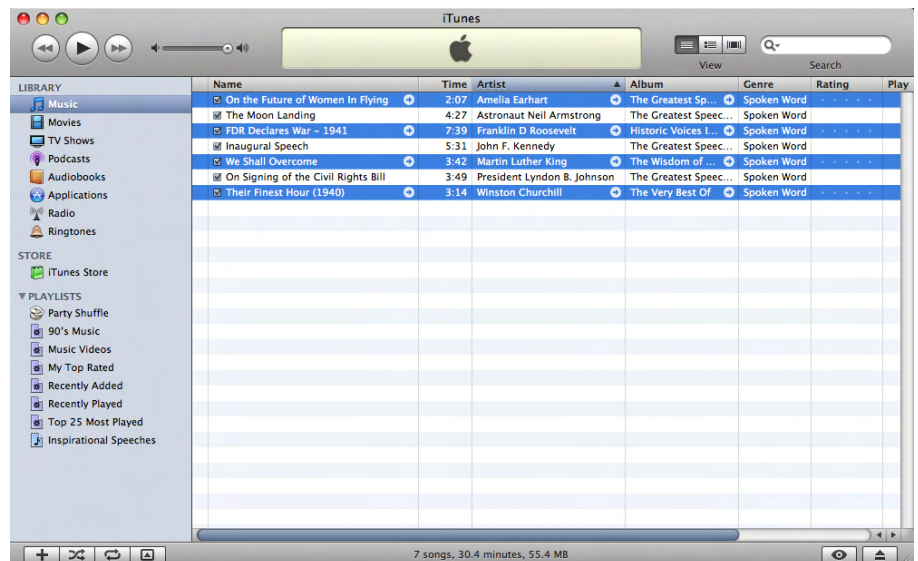 iTunes
View
Search
LIBRARY
Music
Movies
TV Shows
Podcasts
Audiobooks
Applications
Radio
Ringtones
STORE
iTunes Store
PLAYLISTS
Party Shuffle
90's Music
Music Videos
My Top Rated
Recently Added
Recently Played
Top 25 Most Played
Inspirational Speeches
Name Time Artist Album Genre Rating Play
On the Future of Women In Flying 2:07 Amelia Earhart The Greatest Sp... Spoken Word
The Moon Landing 4:27 Astronaut Neil Armstrong The Greatest Speec... Spoken Word
FDR Declares War – 1941 7:39 Franklin D Roosevelt Historic Voices I... Spoken Word
Inaugural Speech 5:31 John F. Kennedy The Greatest Speec... Spoken Word
We Shall Overcome 3:42 Martin Luther King The Wisdom of ... Spoken Word
On Signing of the Civil Rights Bill 3:49 President Lyndon B. Johnson The Greatest Speec... Spoken Word
Their Finest Hour (1940) 3:14 Winston Churchill The Very Best Of Spoken Word
7 songs, 30.4 minutes, 55.4 MB